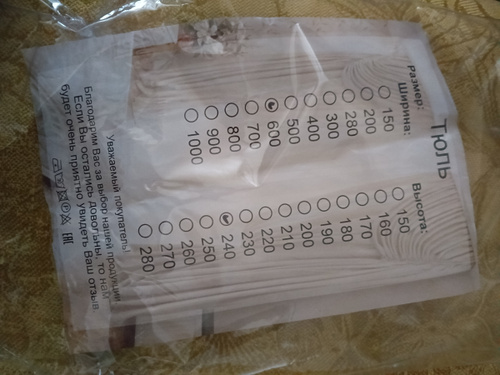 Тюль
Размер:
Ширина:
150
200
280
300
400
500
600
700
800
900
1000
Высота:
150
160
170
180
190
200
210
220
230
240
250
260
270
280
Уважаемый покупатель!
Благодарим Вас за выбор нашей продукции
Если Вы остались довольны, то нам
будет очень приятно увидеть Ваш отзыв.
EAC